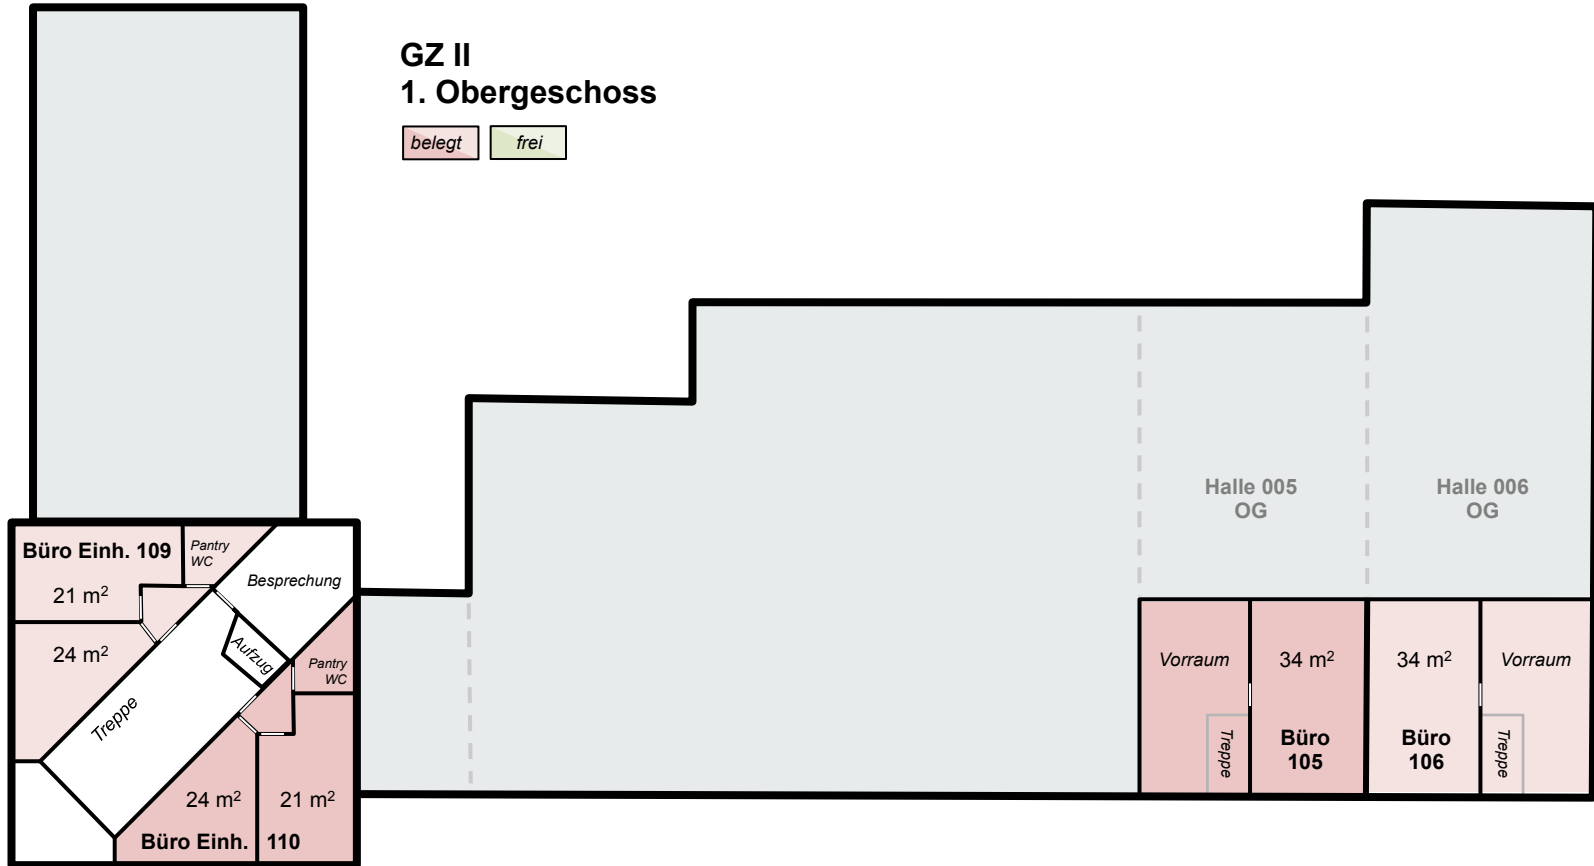 GZ II
1. Obergeschoss
belegt
frei
Halle 005
OG
Halle 006
OG
Büro Einh. 109
Pantry
WC
21 m²
24 m²
Besprechung
Aufzug
Treppe
Pantry
WC
24 m²
21 m²
Büro Einh. 110
Vorraum
Treppe
34 m²
Büro
105
34 m²
Büro
106
Vorraum
Treppe